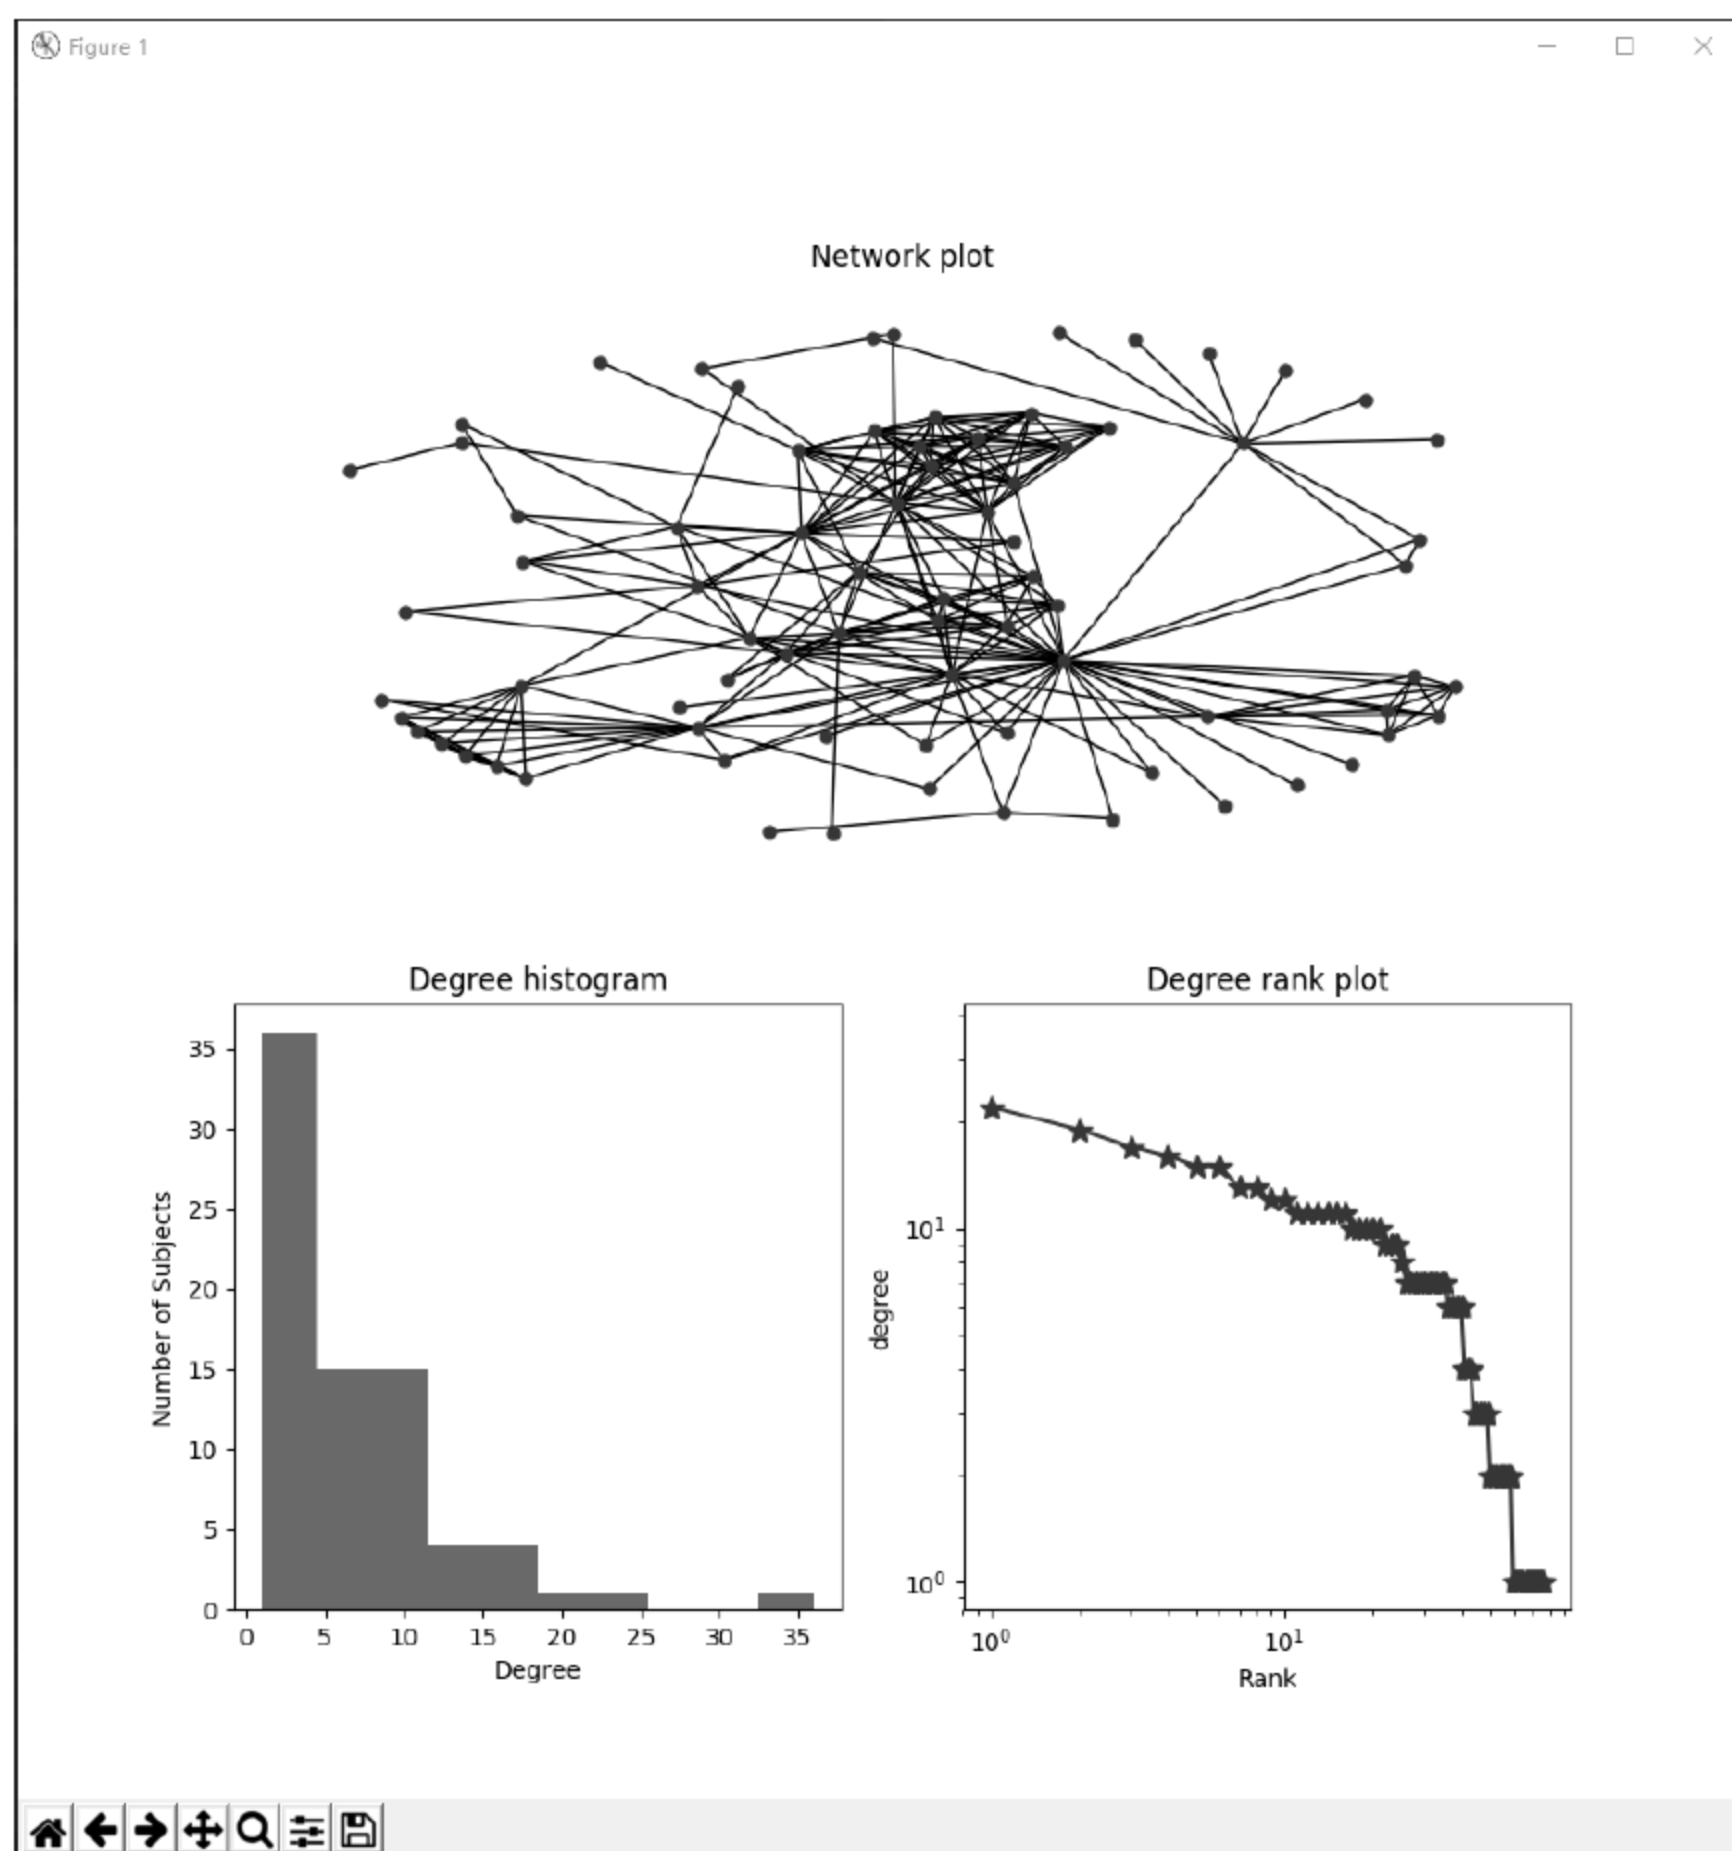 Figure 1
Network plot
Degree histogram
Number of Subjects
35
30
25
20
15
10
5
0
0 5 10 15 20 25 30 35
Degree
Degree rank plot
degree
10¹
10⁰
10⁰ 10¹
Rank